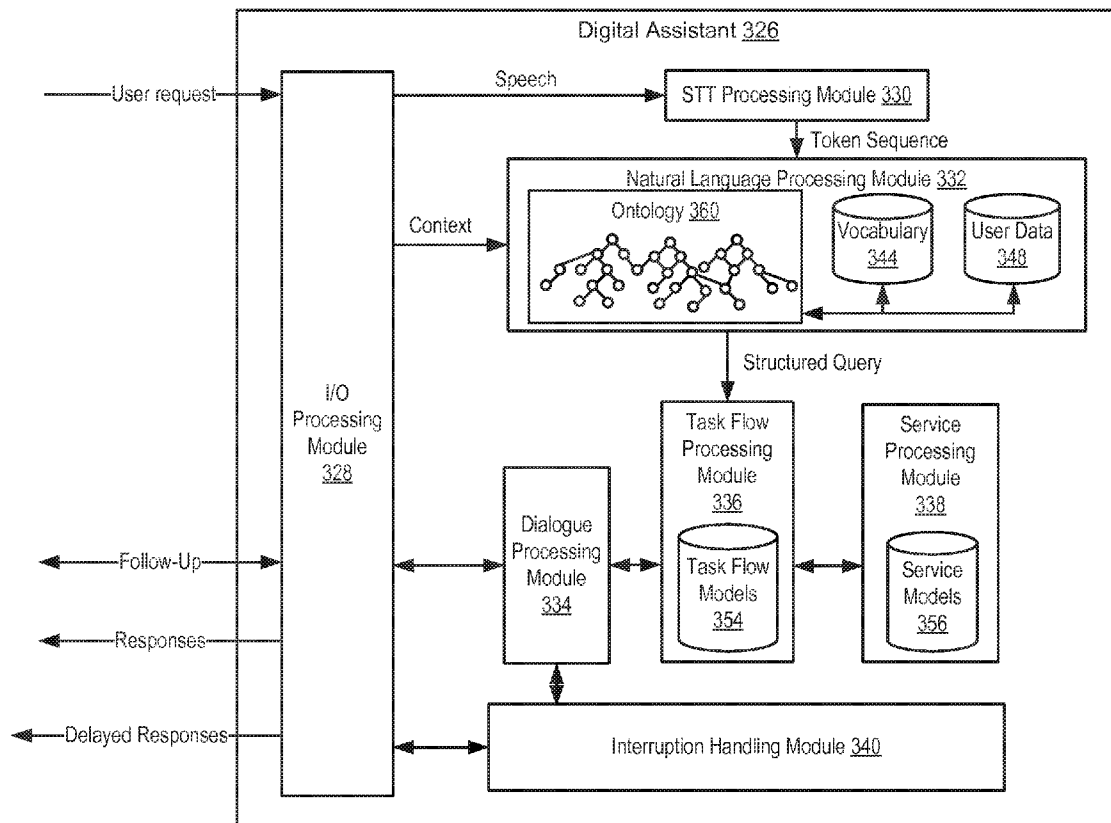 Digital Assistant 326
User request
Speech
STT Processing Module 330
Token Sequence
Natural Language Processing Module 332
Context
Ontology 360
Vocabulary
344
User Data
348
Structured Query
I/O
Processing
Module
328
Task Flow
Processing
Module
336
Task Flow
Models
354
Service
Processing
Module
338
Service
Models
356
Dialogue
Processing
Module
334
Follow-Up
Responses
Delayed Responses
Interruption Handling Module 340